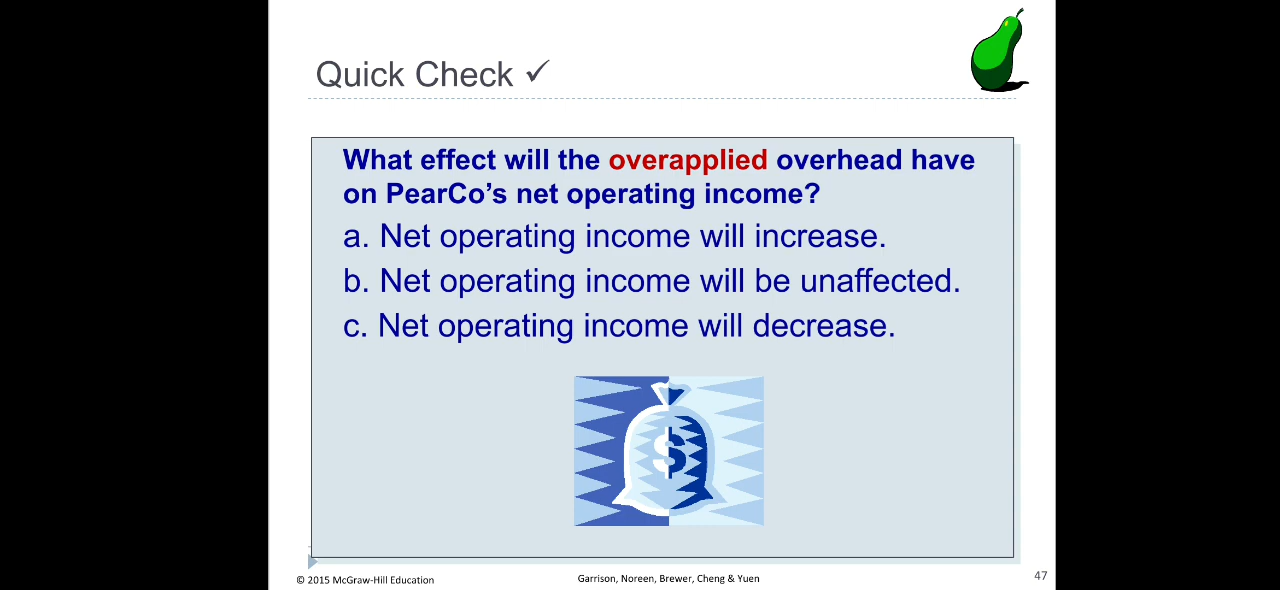 Quick Check ✓
What effect will the overapplied overhead have
on PearCo’s net operating income?
a. Net operating income will increase.
b. Net operating income will be unaffected.
c. Net operating income will decrease.
$
© 2015 McGraw-Hill Education
Garrison, Noreen, Brewer, Cheng & Yuen
47